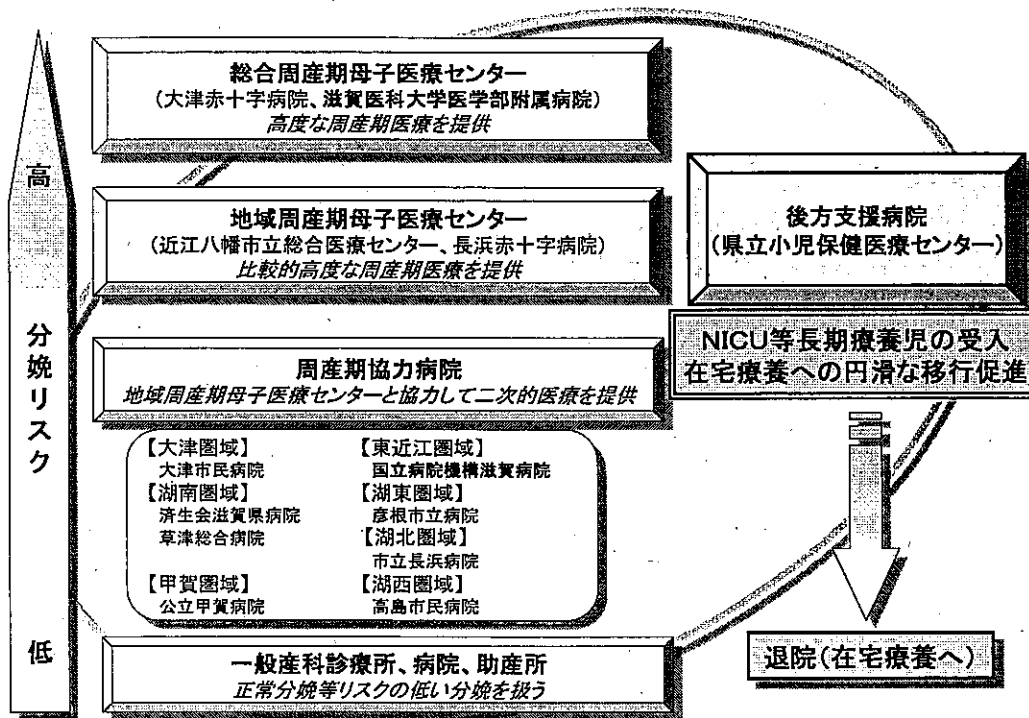 高
分娩リスク
低
総合周産期母子医療センター
(大津赤十字病院、滋賀医科大学医学部附属病院)
高度な周産期医療を提供
地域周産期母子医療センター
(近江八幡市立総合医療センター、長浜赤十字病院)
比較的高度な周産期医療を提供
周産期協力病院
地域周産期母子医療センターと協力して二次的医療を提供
【大津圏域】
大津市民病院
【湖南圏域】
済生会滋賀県病院
草津総合病院
【甲賀圏域】
公立甲賀病院
【東近江圏域】
国立病院機構滋賀病院
【湖東圏域】
彦根市立病院
【湖北圏域】
市立長浜病院
【湖西圏域】
高島市民病院
一般産科診療所、病院、助産所
正常分娩等リスクの低い分娩を扱う
後方支援病院
(県立小児保健医療センター)
NICU等長期療養児の受入
在宅療養への円滑な移行促進
退院(在宅療養へ)